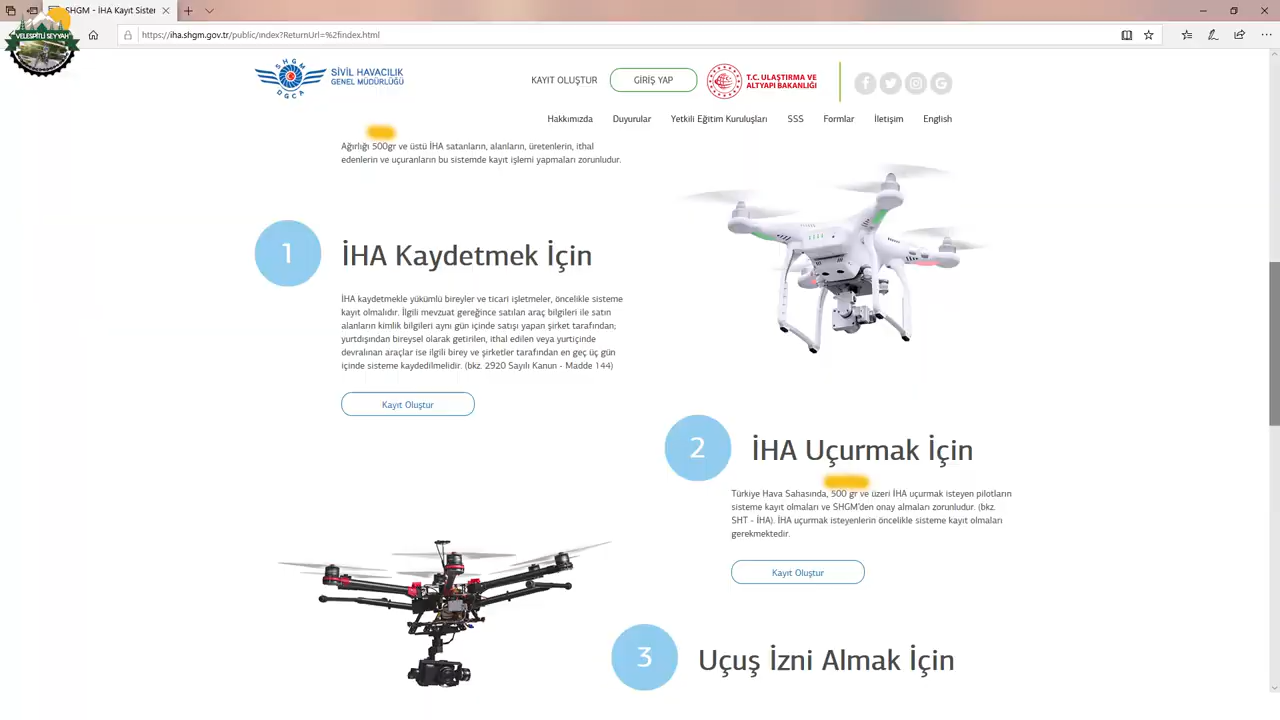 SHGM - İHA Kayıt Sister
VELESPİTLİ SEYYAH
https://iha.shgm.gov.tr/public/index?ReturnUrl=%2findex.html
SHGM
DGCA
SİVİL HAVACILIK
GENEL MÜDÜRLÜĞÜ
KAYIT OLUŞTUR
GİRİŞ YAP
T.C. ULAŞTIRMA VE
ALTYAPI BAKANLIĞI
Hakkımızda Duyurular Yetkili Eğitim Kuruluşları SSS Formlar İletişim English
Ağırlığı 500gr ve üstü İHA satanların, alanların, üretenlerin, ithal
edenlerin ve uçuranların bu sistemde kayıt işlemi yapmaları zorunludur.
1
İHA Kaydetmek İçin
İHA kaydetmekle yükümlü bireyler ve ticari işletmeler, öncelikle sisteme
kayıt olmalıdır. İlgili mevzuat gereğince satılan araç bilgileri ile satın
alanların kimlik bilgileri aynı gün içinde satışı yapan şirket tarafından;
yurtdışından bireysel olarak getirilen, ithal edilen veya yurtiçinde
devralınan araçlar ise ilgili birey ve şirketler tarafından en geç üç gün
içinde sisteme kaydedilmelidir. (bkz. 2920 Sayılı Kanun - Madde 144)
Kayıt Oluştur
2
İHA Uçurmak İçin
Türkiye Hava Sahasında, 500 gr ve üzeri İHA uçurmak isteyen pilotların
sisteme kayıt olmaları ve SHGM'den onay almaları zorunludur. (bkz.
SHT - İHA). İHA uçurmak isteyenlerin öncelikle sisteme kayıt olmaları
gerekmektedir.
Kayıt Oluştur
3
Uçuş İzni Almak İçin